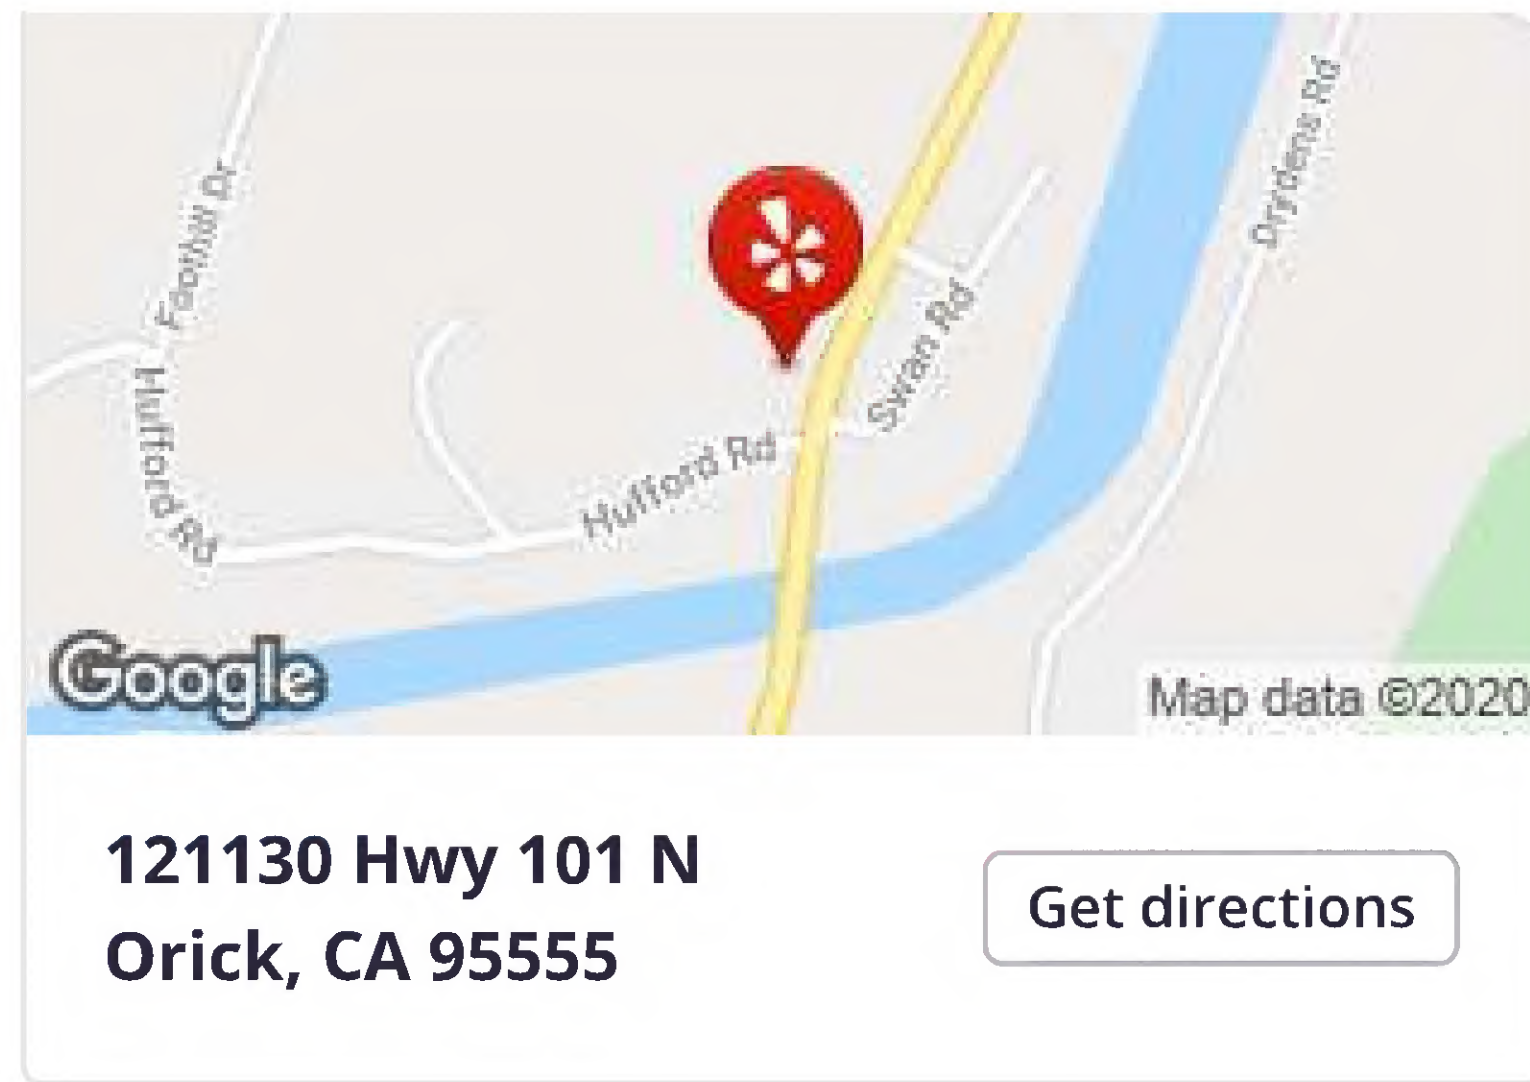 Foothill Dr
Drydens Rd
Swan Rd
Hufford Rd
Hufford Rd
Google
Map data ©2020
121130 Hwy 101 N
Orick, CA 95555
Get directions